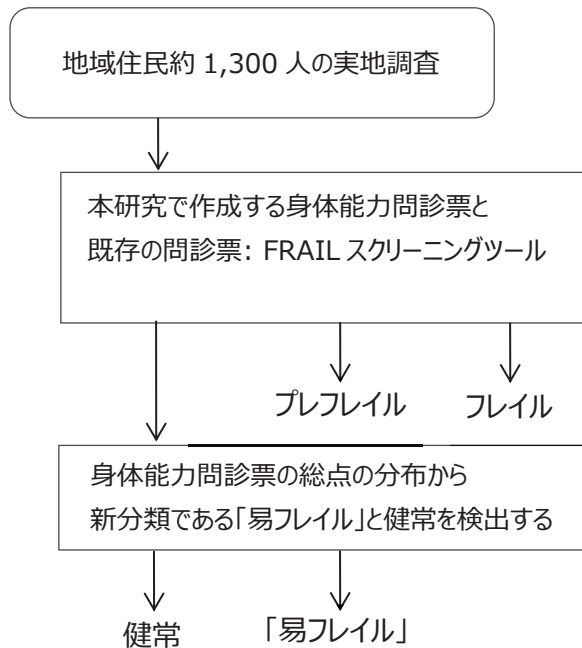 地域住民約 1,300 人の実地調査
本研究で作成する身体能力問診票と
既存の問診票: FRAIL スクリーニングツール
プレフレイル フレイル
身体能力問診票の総点の分布から
新分類である「易フレイル」と健常を検出する
健常 「易フレイル」